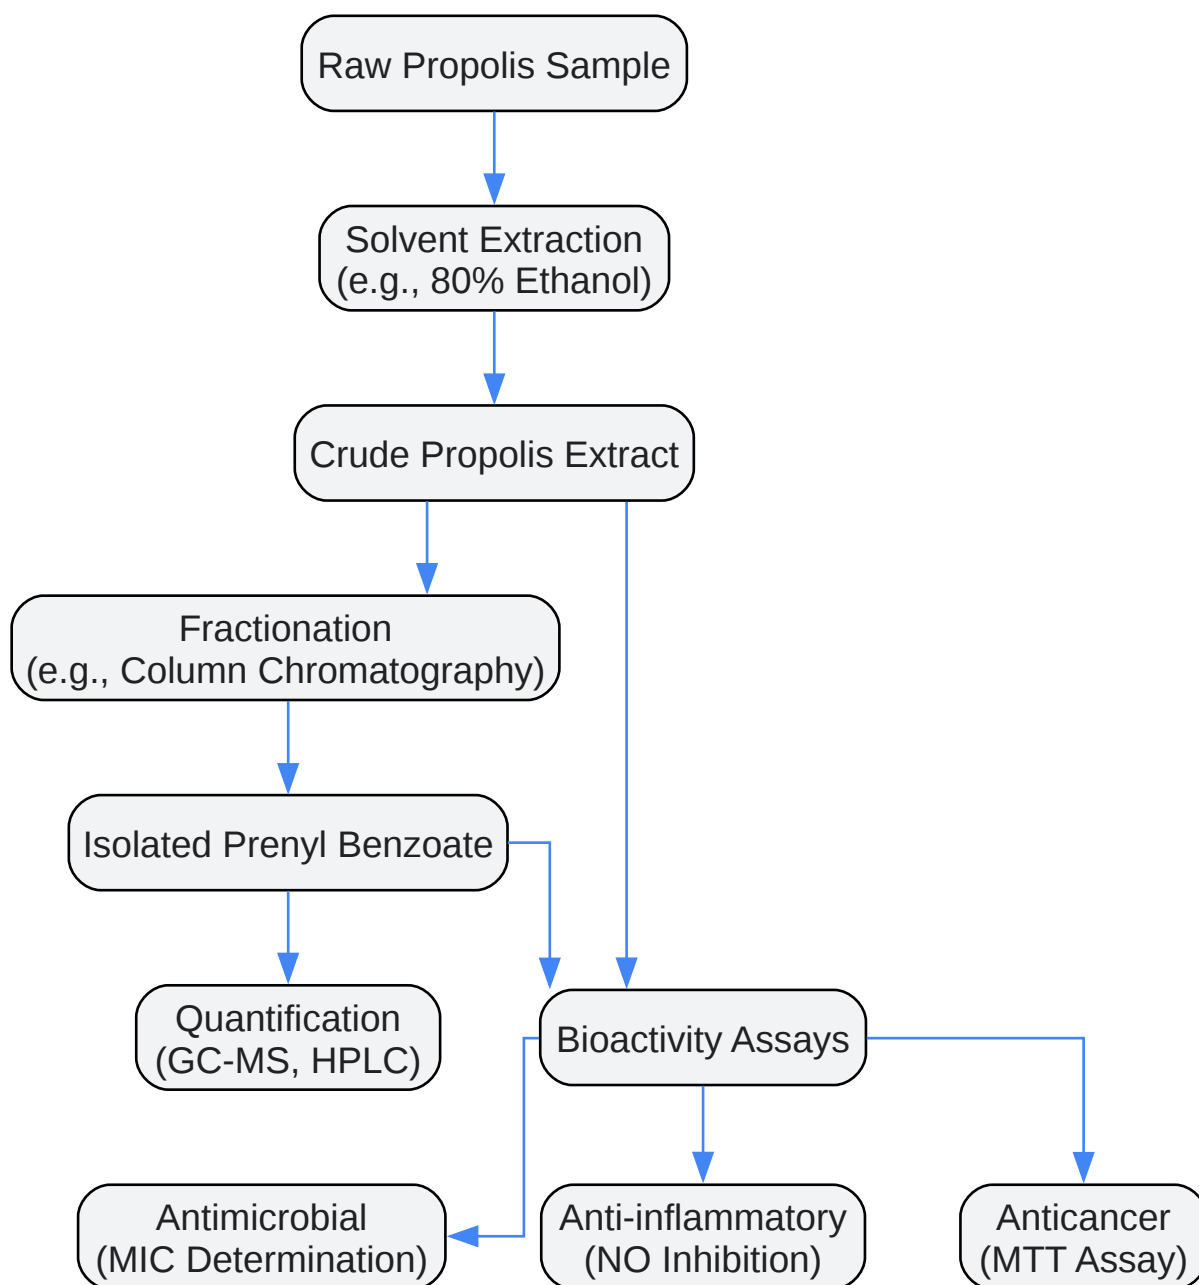 Raw Propolis Sample
Solvent Extraction
(e.g., 80% Ethanol)
Crude Propolis Extract
Fractionation
(e.g., Column Chromatography)
Isolated Prenyl Benzoate
Quantification
(GC-MS, HPLC)
Bioactivity Assays
Antimicrobial
(MIC Determination)
Anti-inflammatory
(NO Inhibition)
Anticancer
(MTT Assay)